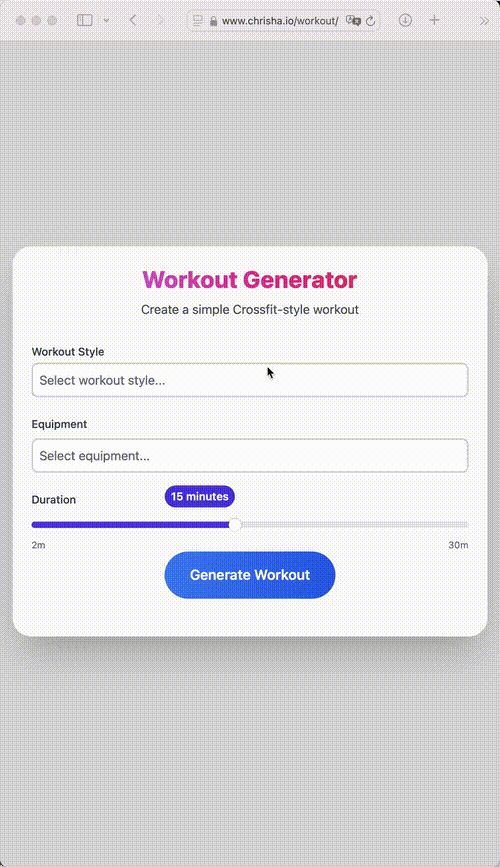 www.chrisha.io/workout/
Workout Generator
Create a simple Crossfit-style workout
Workout Style
Select workout style...
Equipment
Select equipment...
Duration
15 minutes
2m
30m
Generate Workout